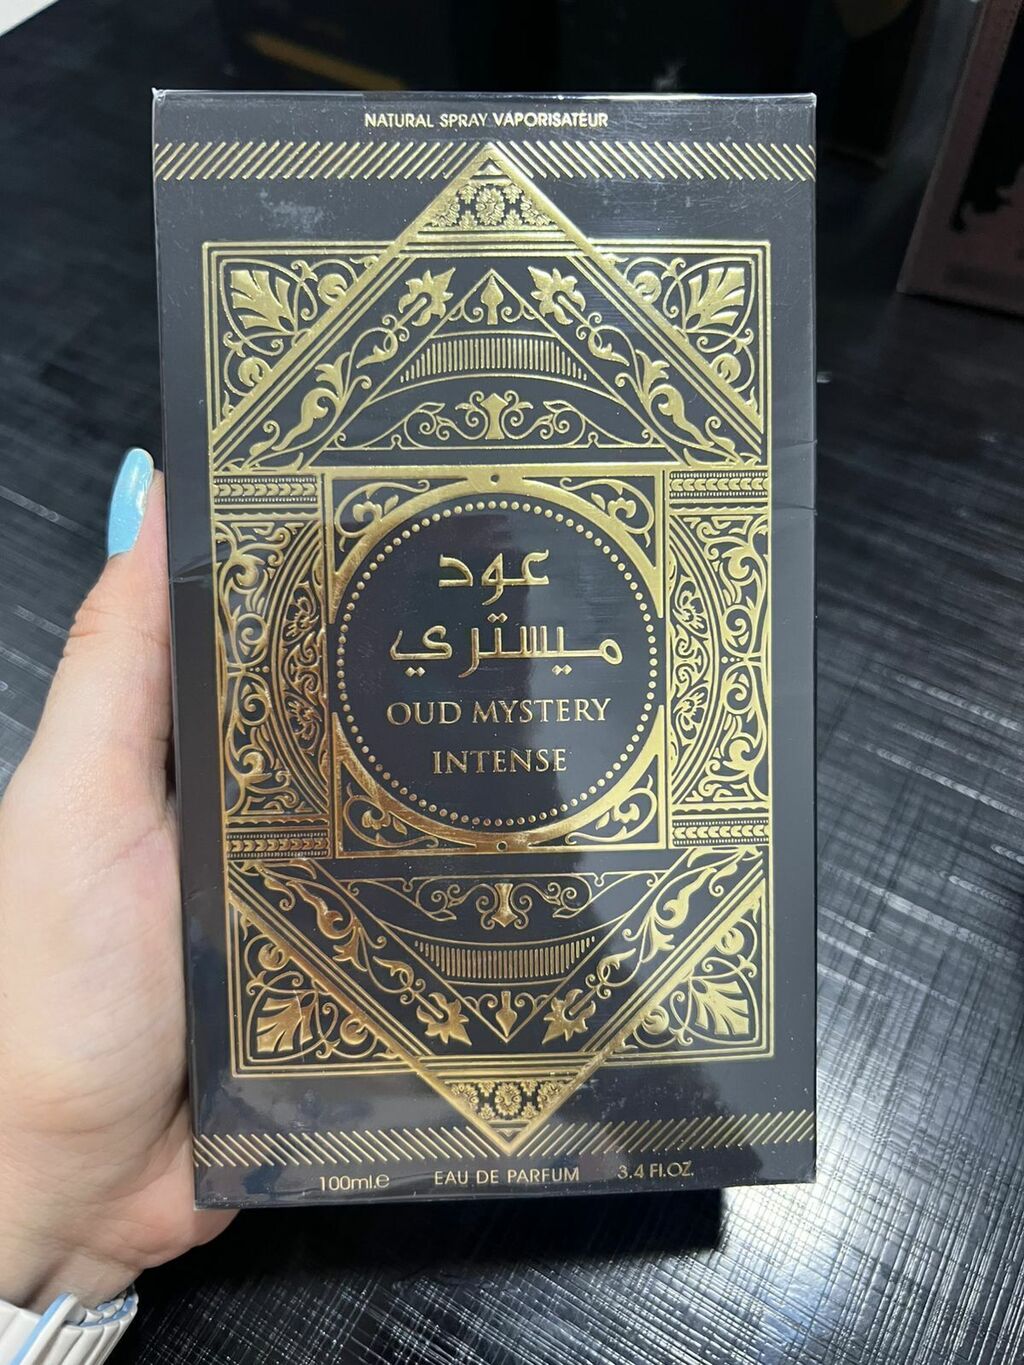 NATURAL SPRAY VAPORISATEUR
عود
ميستري
OUD MYSTERY
INTENSE
100ml.e EAU DE PARFUM 3.4 Fl.OZ.